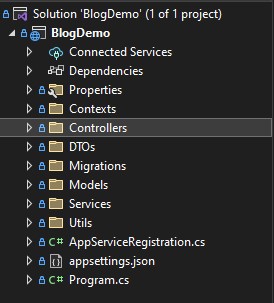 Solution 'BlogDemo' (1 of 1 project)
BlogDemo
Connected Services
Dependencies
Properties
Contexts
Controllers
DTOs
Migrations
Models
Services
Utils
C# AppServiceRegistration.cs
appsettings.json
C# Program.cs